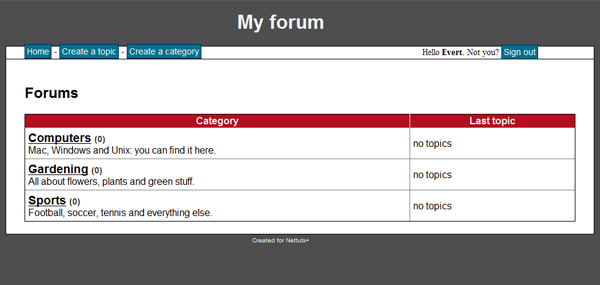 My forum
Home - Create a topic - Create a category Hello Evert. Not you? Sign out
Forums
Category Last topic
Computers (0)
Mac, Windows and Unix: you can find it here.
no topics
Gardening (0)
All about flowers, plants and green stuff.
no topics
Sports (0)
Football, soccer, tennis and everything else.
no topics
Created for Nettuts+